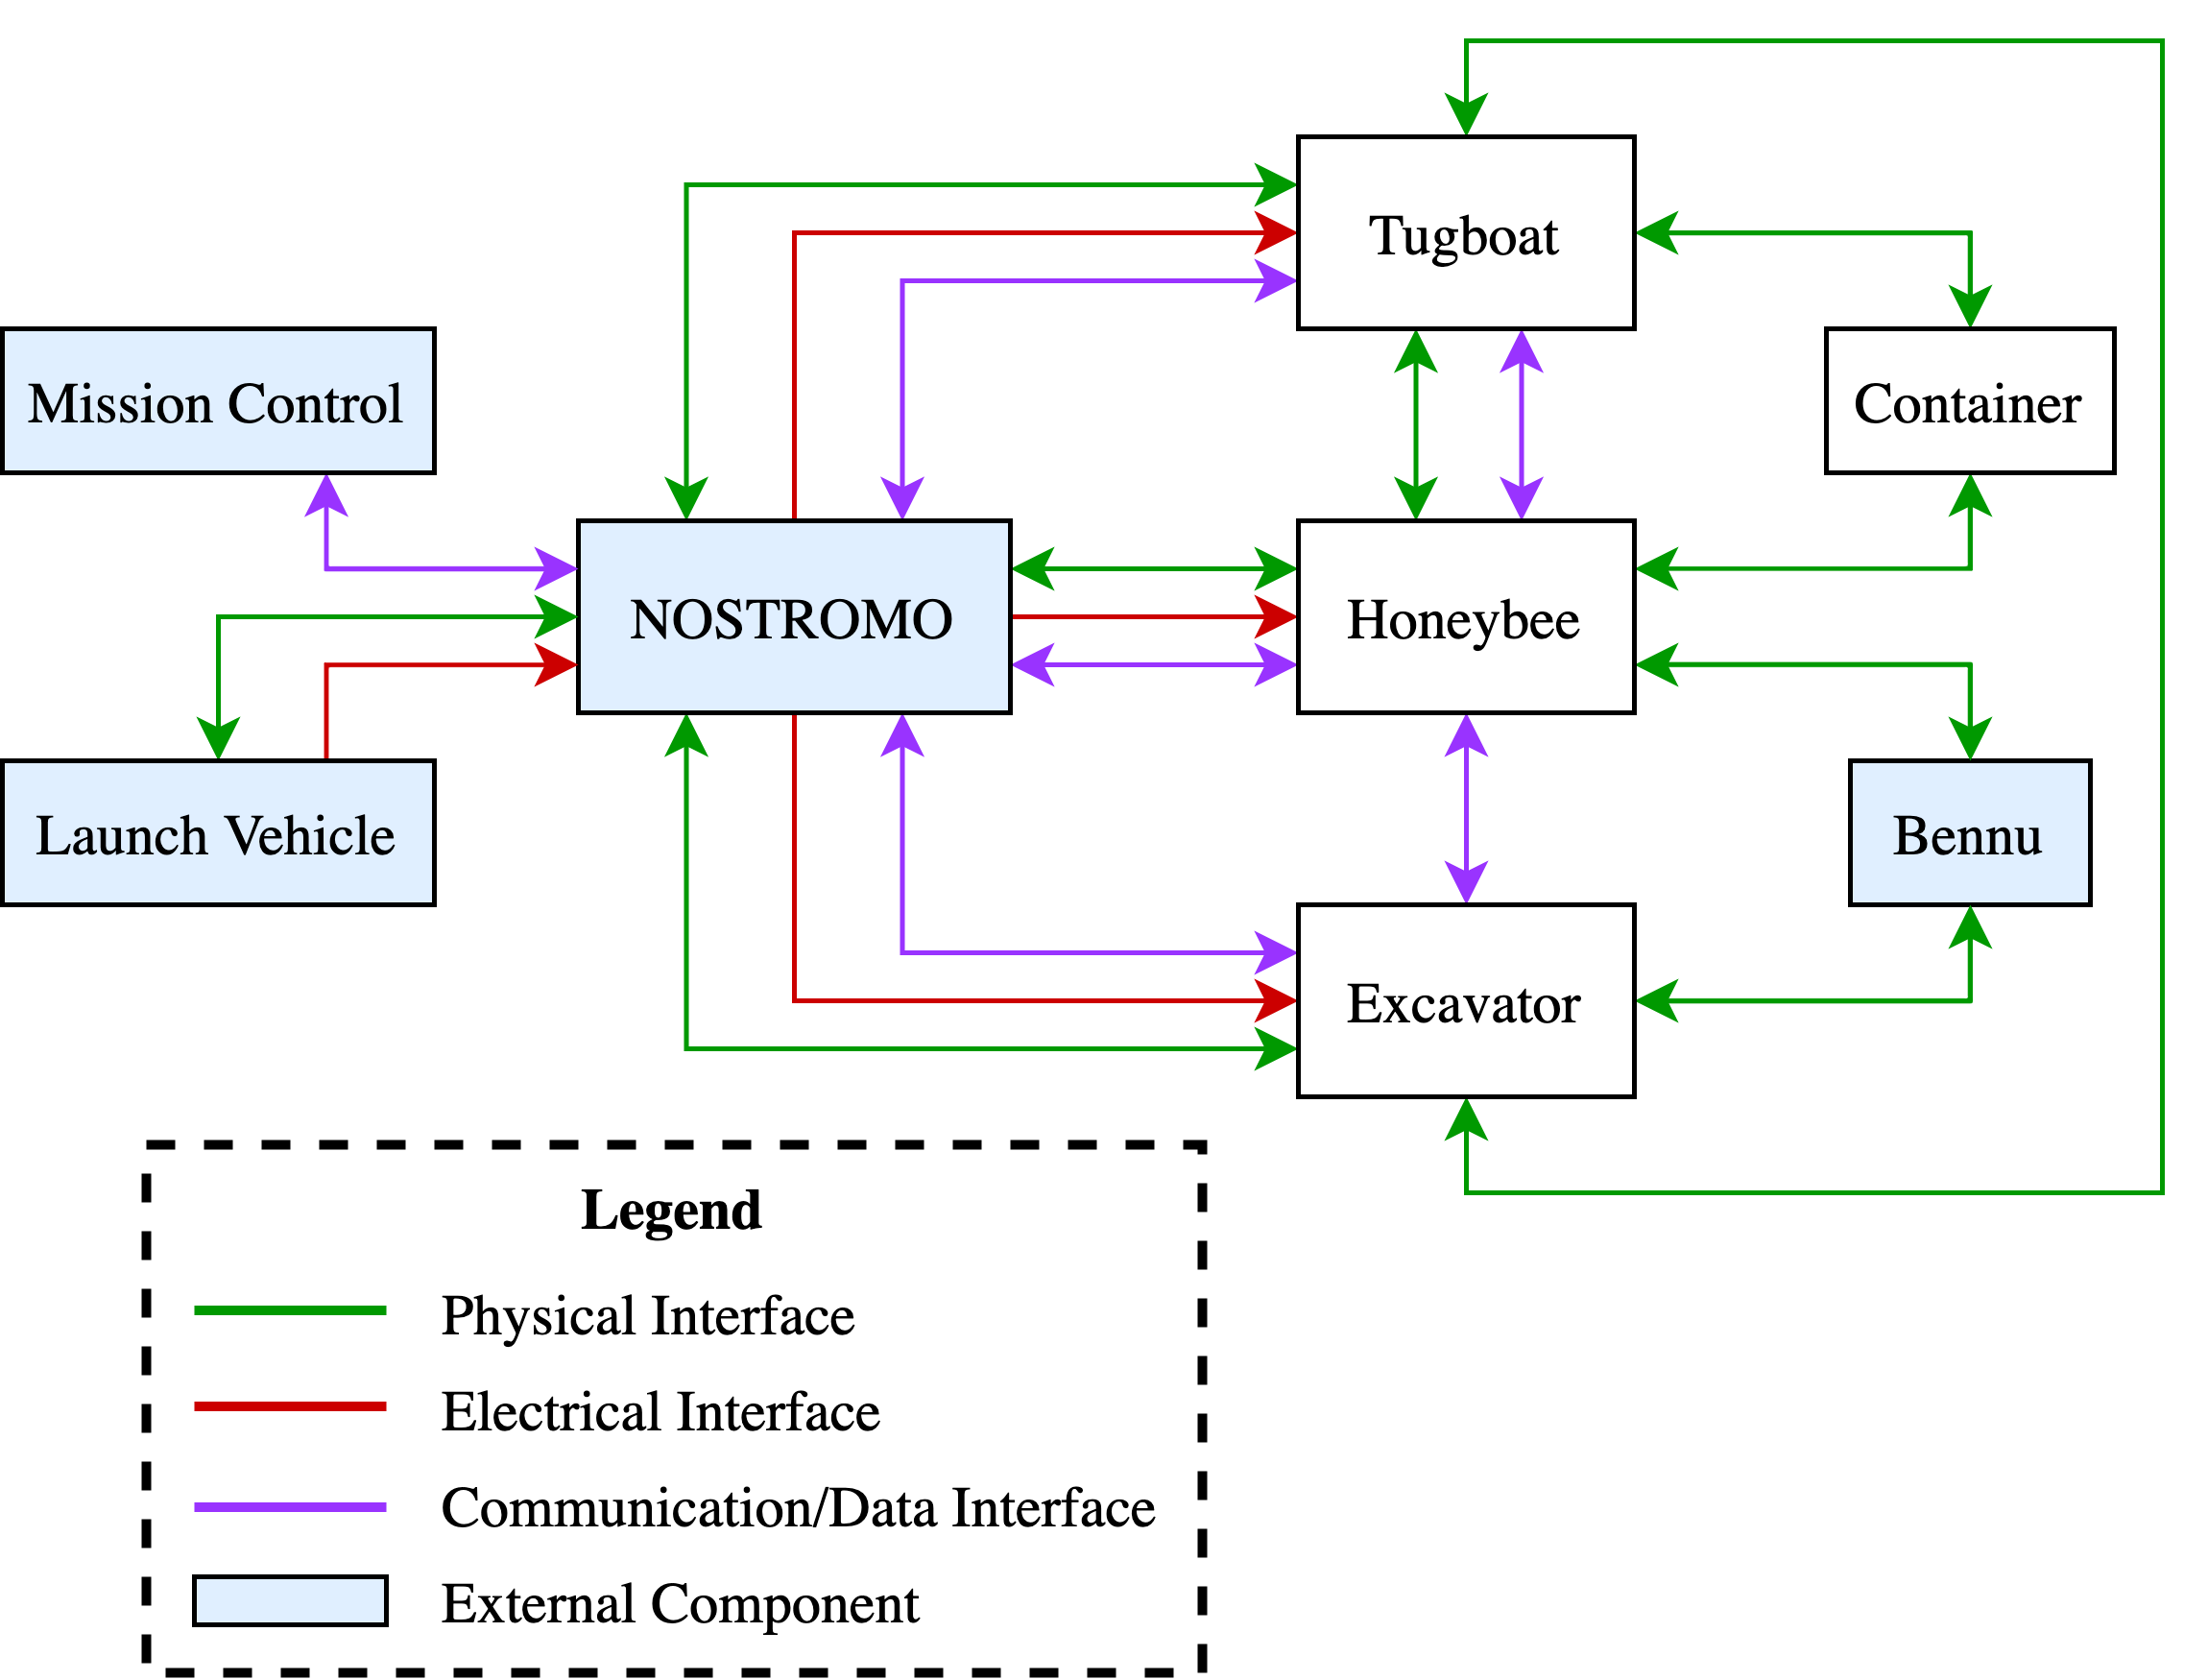 Tugboat
Mission Control
Container
NOSTROMO
Honeybee
Launch Vehicle
Bennu
Excavator
Legend
Physical Interface
Electrical Interface
Communication/Data Interface
External Component